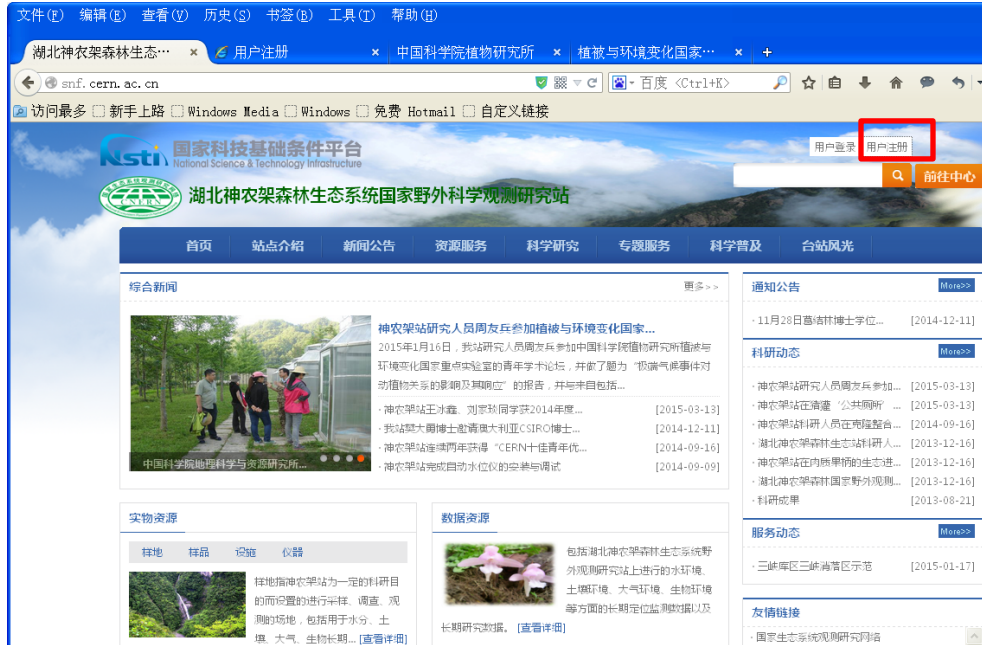 文件(F) 编辑(E) 查看(V) 历史(S) 书签(B) 工具(T) 帮助(H)
湖北神农架森林生态… × 用户注册 × 中国科学院植物研究所 × 植被与环境变化国家… × +
snf.cern.ac.cn 百度 <Ctrl+K>
访问最多 新手上路 Windows Media Windows 免费 Hotmail 自定义链接
用户登录 用户注册
nsti 国家科技基础条件平台
National Science & Technology Infrastructure
前往中心
湖北神农架森林生态系统国家野外科学观测研究站
首页 站点介绍 新闻公告 资源服务 科学研究 专题服务 科学普及 台站风光
综合新闻 更多>>
神农架站研究人员周友兵参加植被与环境变化国家...
2015年1月16日，我站研究人员周友兵参加中国科学院植物研究所植被与
环境变化国家重点实验室的青年学术论坛，并做了题为“极端气候事件对
动植物关系的影响及其响应”的报告，并与来自包括...
·神农架站王冰鑫、刘家琰同学获2014年度... [2015-03-13]
·我站樊大勇博士邀请澳大利亚CSIRO博士... [2014-12-11]
·神农架站连续两年获得“CERN十佳青年优... [2014-09-16]
·神农架站完成自动水位仪的安装与调试 [2014-09-09]
中国科学院地理科学与资源研究所...
通知公告 More>>
·11月28日葛结林博士学位... [2014-12-11]
科研动态 More>>
·神农架站研究人员周友兵参加... [2015-03-13]
·神农架站在清灌“公共厕所”... [2015-03-13]
·神农架站科研人员在克隆整合... [2014-09-16]
·湖北神农架森林生态站科研人... [2013-12-16]
·神农架站在肉质果柄的生态进... [2013-12-16]
·湖北神农架森林国家野外观测... [2013-12-16]
·科研成果 [2013-08-21]
服务动态 More>>
·三峡库区三峡消落区示范 [2015-01-17]
友情链接
·国家生态系统观测研究网络
实物资源
样地 样品 设施 仪器
样地指神农架站为一定的科研目
的而设置的进行采样、调查、观
测的场地，包括用于水分、土
壤、大气、生物长期... [查看详细]
数据资源
包括湖北神农架森林生态系统野
外观测研究站上进行的水环境、
土壤环境、大气环境、生物环境
等方面的长期定位监测数据以及
长期研究数据。 [查看详细]